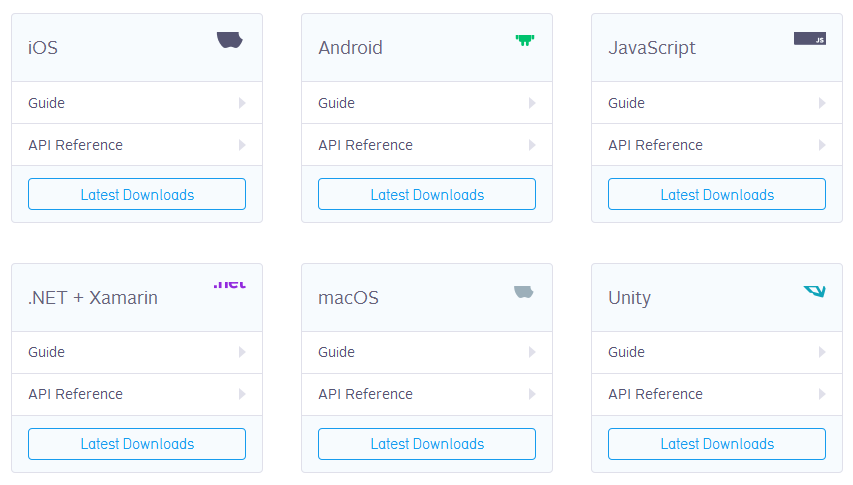 iOS
Android
JS
JavaScript
Guide
Guide
Guide
API Reference
API Reference
API Reference
Latest Downloads
Latest Downloads
Latest Downloads
.NET + Xamarin
.net
macOS
Unity
Guide
Guide
Guide
API Reference
API Reference
API Reference
Latest Downloads
Latest Downloads
Latest Downloads